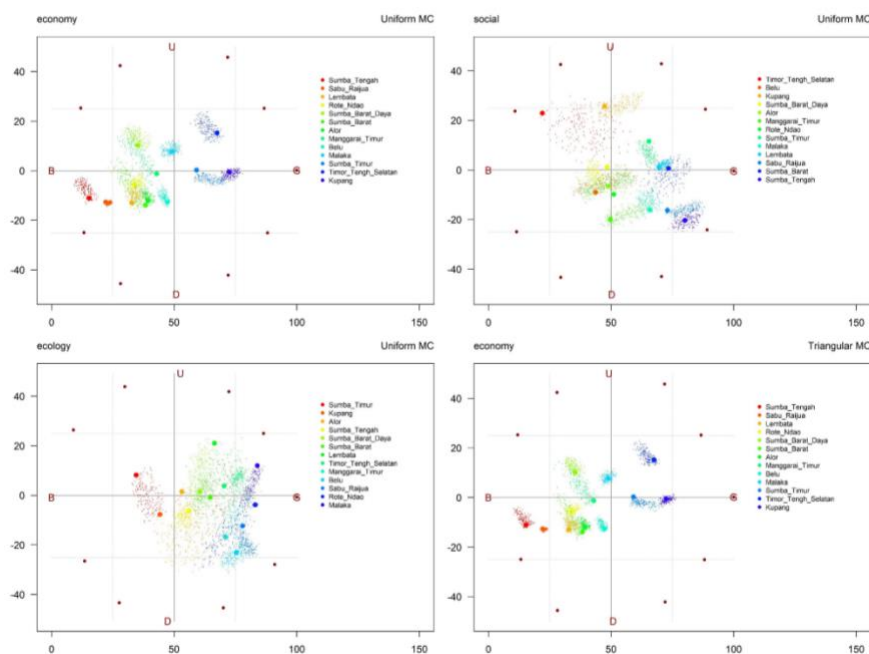 economy
Uniform MC
U
40
20
0
-20
-40
B
G
D
0
50
100
150
Sumba_Tengah
Sabu_Raijua
Lembata
Rote_Ndao
Sumba_Barat_Daya
Sumba_Barat
Alor
Manggarai_Timur
Belu
Malaka
Sumba_Timur
Timor_Tengh_Selatan
Kupang
social
Uniform MC
U
40
20
0
-20
-40
B
G
D
0
50
100
150
Timor_Tengh_Selatan
Belu
Kupang
Sumba_Barat_Daya
Alor
Manggarai_Timur
Rote_Ndao
Sumba_Timur
Malaka
Lembata
Sabu_Raijua
Sumba_Barat
Sumba_Tengah
ecology
Uniform MC
U
40
20
0
-20
-40
B
G
D
0
50
100
150
Sumba_Timur
Kupang
Alor
Sumba_Tengah
Sumba_Barat_Daya
Sumba_Barat
Lembata
Timor_Tengh_Selatan
Manggarai_Timur
Belu
Sabu_Raijua
Rote_Ndao
Malaka
economy
Triangular MC
U
40
20
0
-20
-40
B
G
D
0
50
100
150
Sumba_Tengah
Sabu_Raijua
Lembata
Rote_Ndao
Sumba_Barat_Daya
Sumba_Barat
Alor
Manggarai_Timur
Belu
Malaka
Sumba_Timur
Timor_Tengh_Selatan
Kupang